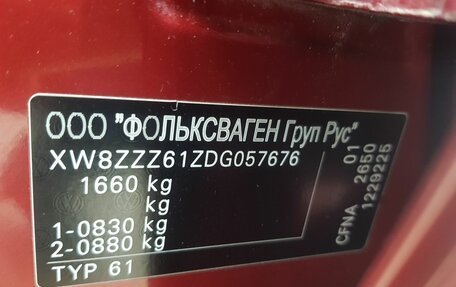 ООО "ФОЛЬКСВАГЕН Груп Рус"
XW8ZZZ61ZDG057676
1660 kg
kg
1-0830 kg
2-0880 kg
TYP 61
01
2650
CFNA 1229225